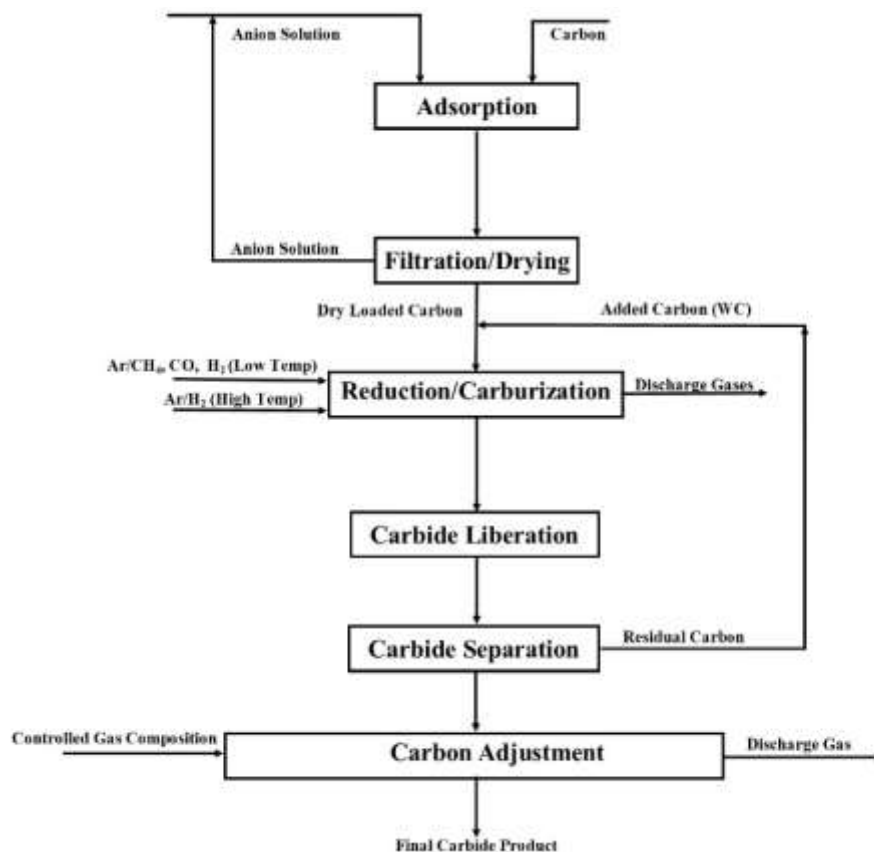 Anion Solution
Carbon
Adsorption
Anion Solution
Filtration/Drying
Dry Loaded Carbon
Added Carbon (WC)
Ar/CH₄, CO, H₂ (Low Temp)
Reduction/Carburization
Discharge Gases
Ar/H₂ (High Temp)
Carbide Liberation
Carbide Separation
Residual Carbon
Controlled Gas Composition
Carbon Adjustment
Discharge Gas
Final Carbide Product